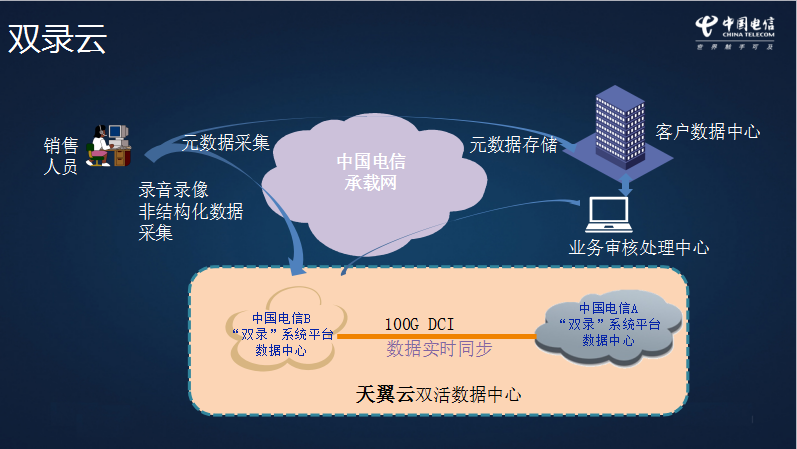 双录云
中国电信
CHINA TELECOM
世界触手可及
销售
人员
元数据采集
元数据存储
客户数据中心
中国电信
承载网
录音录像
非结构化数据
采集
业务审核处理中心
中国电信B
“双录”系统平台
数据中心
100G DCI
数据实时同步
中国电信A
“双录”系统平台
数据中心
天翼云双活数据中心